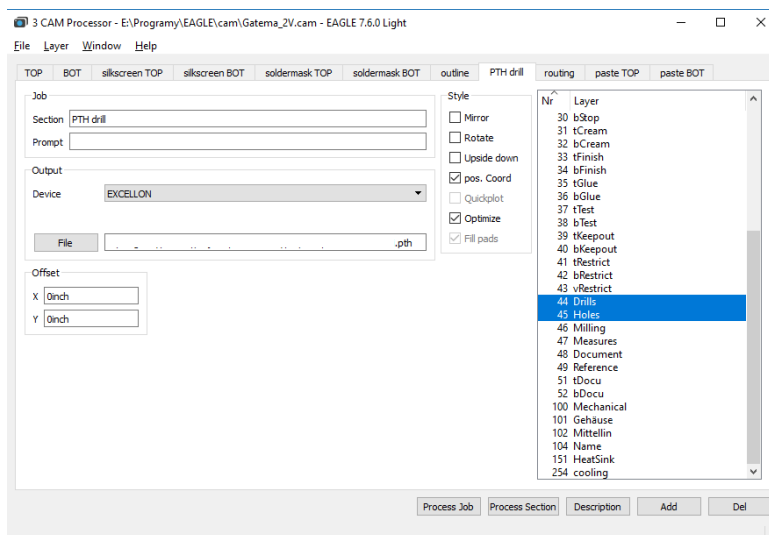 3 CAM Processor - E:\Programy\EAGLE\cam\Gatema_2V.cam - EAGLE 7.6.0 Light
File Layer Window Help
TOP BOT silkscreen TOP silkscreen BOT soldermask TOP soldermask BOT outline PTH drill routing paste TOP paste BOT
Job
Section PTH drill
Prompt
Output
Device EXCELLON
File .pth
Offset
X 0inch
Y 0inch
Style
Mirror
Rotate
Upside down
pos. Coord
Quickplot
Optimize
Fill pads
Nr Layer
30 bStop
31 tCream
32 bCream
33 tFinish
34 bFinish
35 tGlue
36 bGlue
37 tTest
38 bTest
39 tKeepout
40 bKeepout
41 tRestrict
42 bRestrict
43 vRestrict
44 Drills
45 Holes
46 Milling
47 Measures
48 Document
49 Reference
51 tDocu
52 bDocu
100 Mechanical
101 Gehäuse
102 Mittellin
104 Name
151 HeatSink
254 cooling
Process Job Process Section Description Add Del